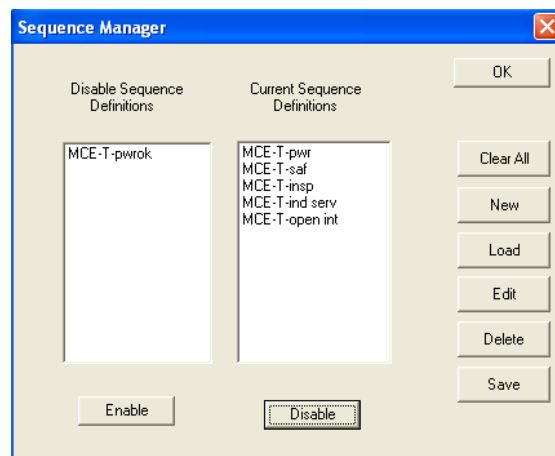 Sequence Manager
Disable Sequence
Definitions
Current Sequence
Definitions
OK
MCE-T-pwrok
MCE-T-pwr
MCE-T-saf
MCE-T-insp
MCE-T-ind serv
MCE-T-open int
Clear All
New
Load
Edit
Delete
Save
Enable
Disable